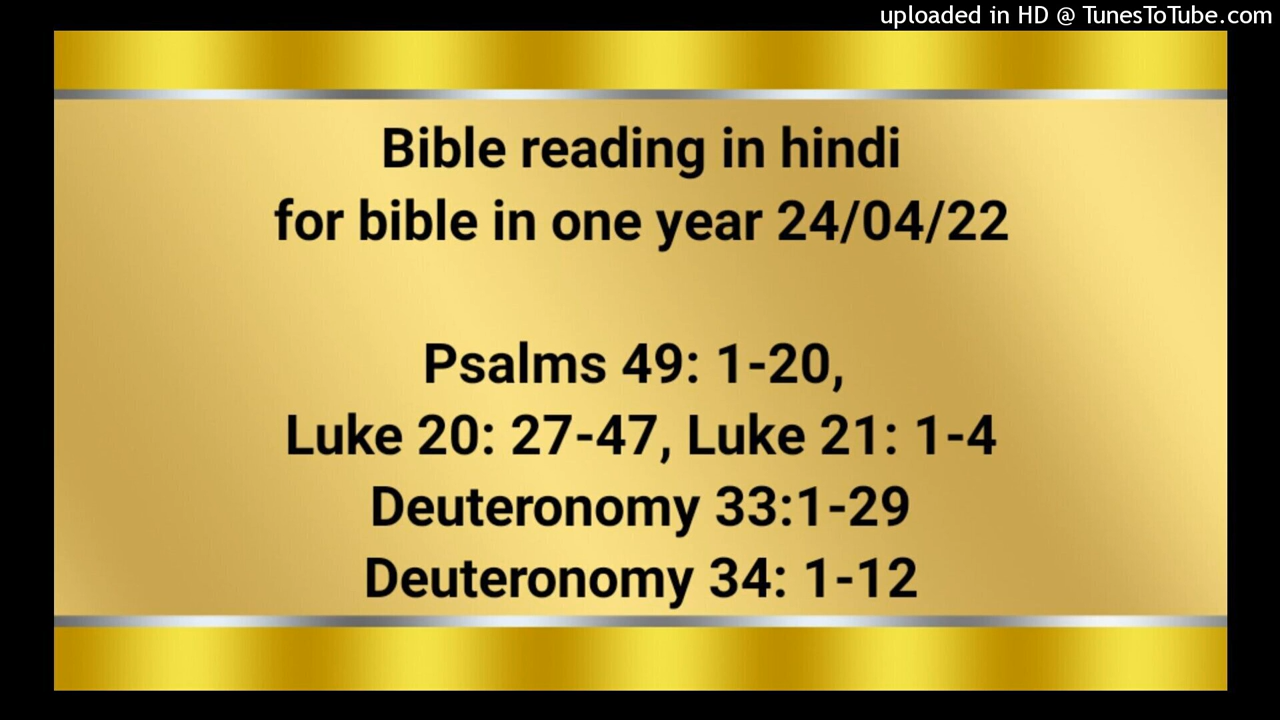 uploaded in HD @ TunesToTube.com
Bible reading in hindi
for bible in one year 24/04/22
Psalms 49: 1-20,
Luke 20: 27-47, Luke 21: 1-4
Deuteronomy 33:1-29
Deuteronomy 34: 1-12